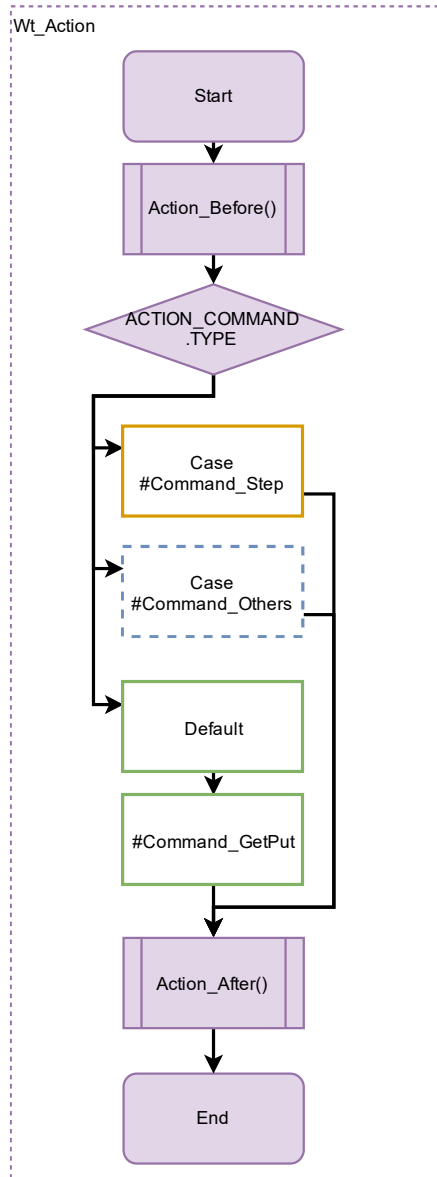 Wt_Action
Start
Action_Before()
ACTION_COMMAND
.TYPE
Case
#Command_Step
Case
#Command_Others
Default
#Command_GetPut
Action_After()
End